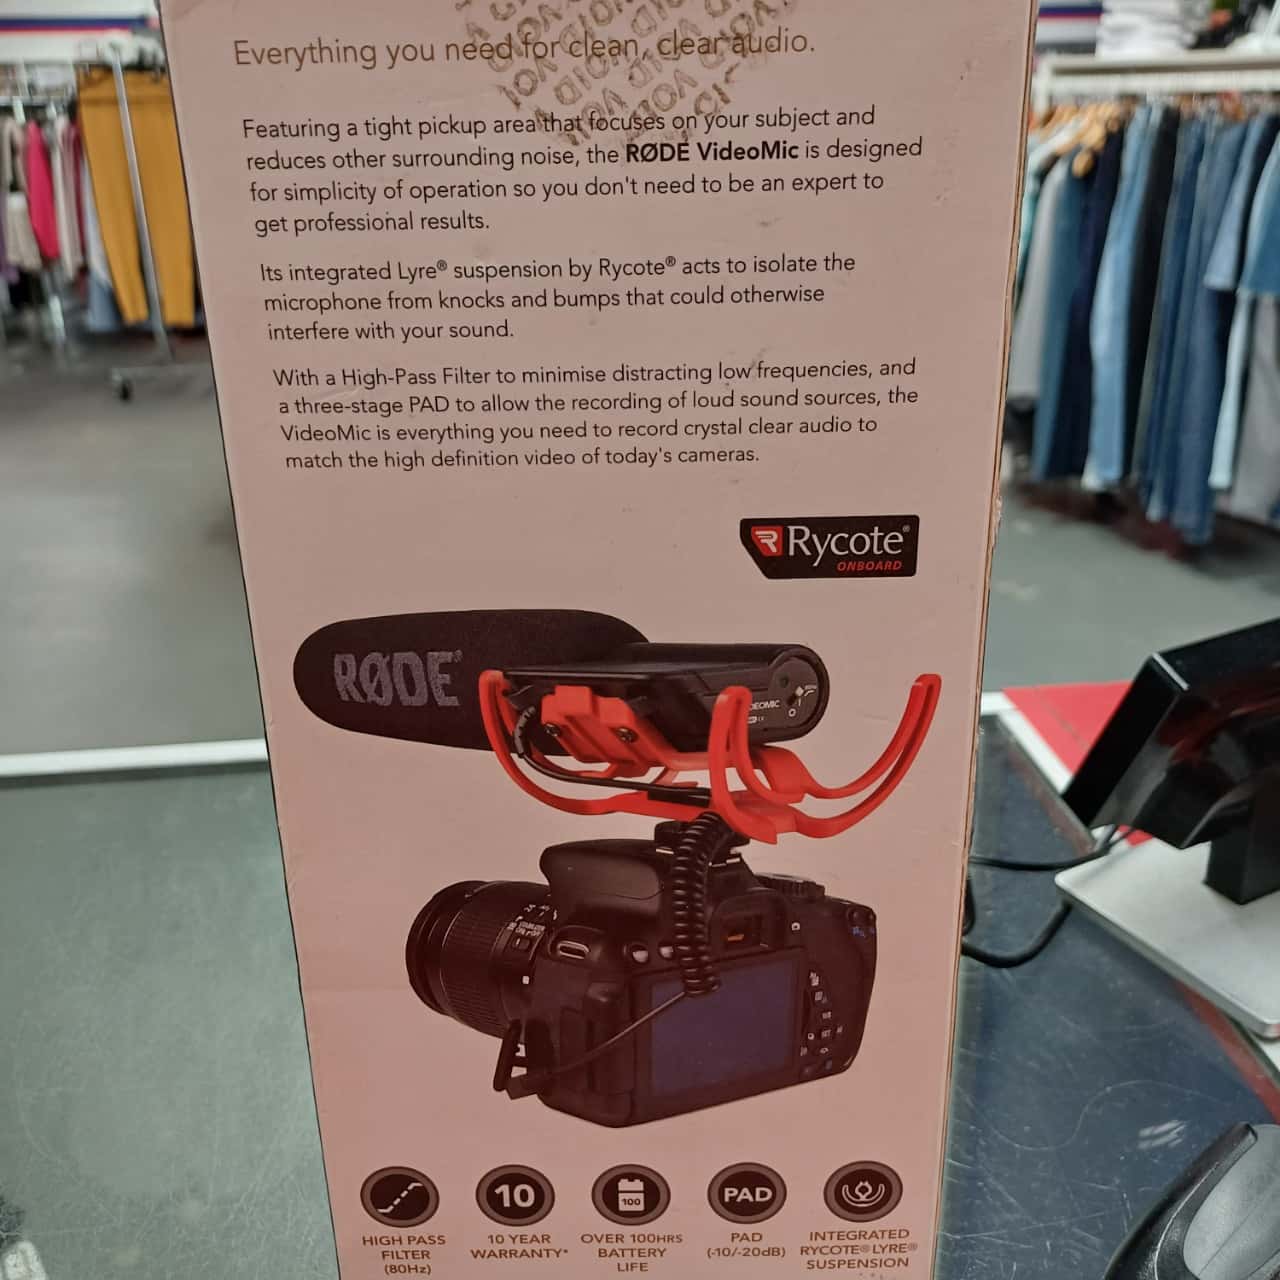 Everything you need for clean, clear audio.
VOID VOID VOID VOID
Featuring a tight pickup area that focuses on your subject and
reduces other surrounding noise, the RØDE VideoMic is designed
for simplicity of operation so you don't need to be an expert to
get professional results.
Its integrated Lyre® suspension by Rycote® acts to isolate the
microphone from knocks and bumps that could otherwise
interfere with your sound.
With a High-Pass Filter to minimise distracting low frequencies, and
a three-stage PAD to allow the recording of loud sound sources, the
VideoMic is everything you need to record crystal clear audio to
match the high definition video of today's cameras.
Rycote®
ONBOARD
RØDE®
10
100
PAD
HIGH PASS
FILTER
(80Hz)
10 YEAR
WARRANTY*
OVER 100HRS
BATTERY
LIFE
PAD
(-10/-20dB)
INTEGRATED
RYCOTE® LYRE®
SUSPENSION